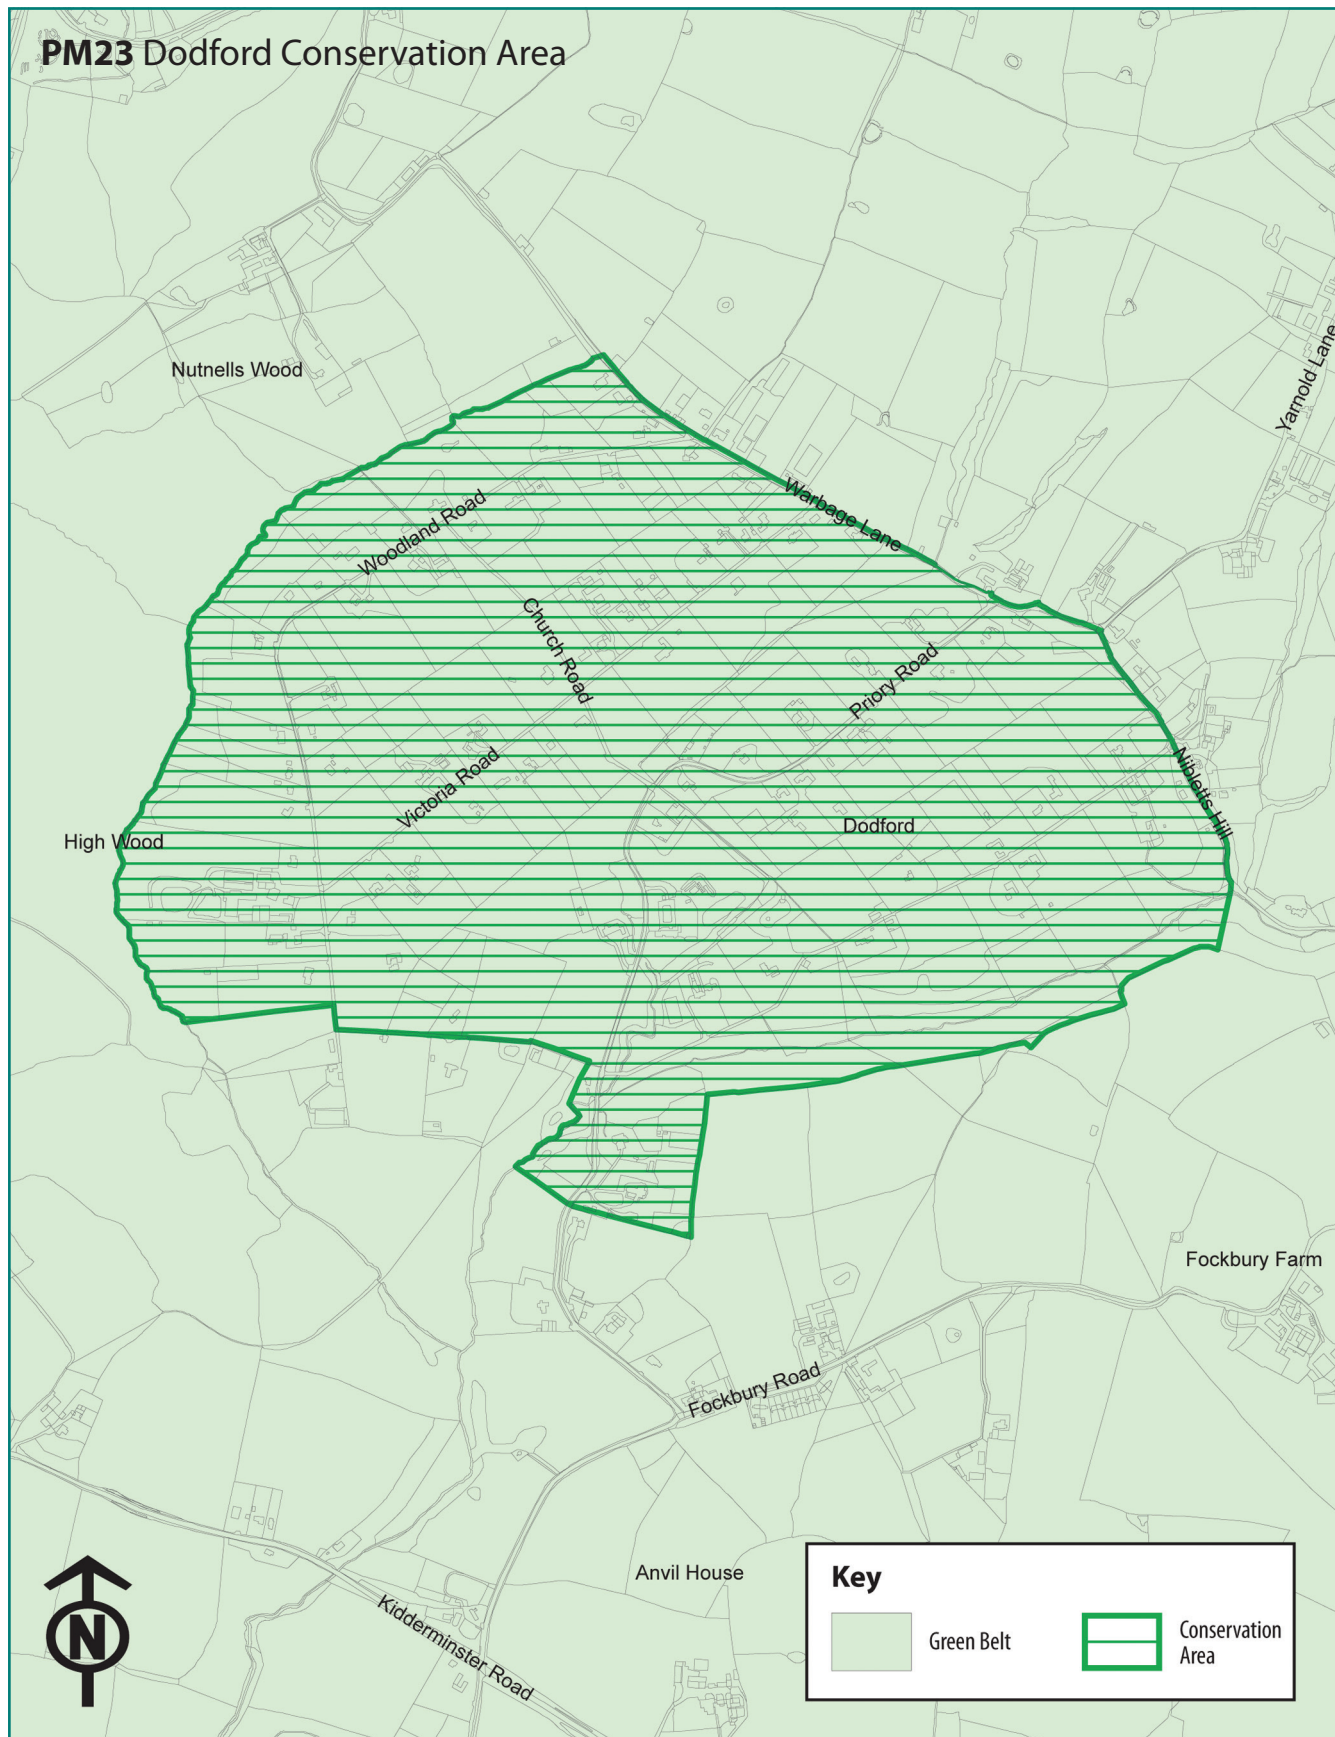 PM23 Dodford Conservation Area
Yarnold Lane
Nutnells Wood
Warbage Lane
Woodland Road
Church Road
Priory Road
Victoria Road
Nibletts Hill
Dodford
High Wood
Fockbury Farm
Fockbury Road
Anvil House
Kidderminster Road
N
Key
Green Belt
Conservation
Area